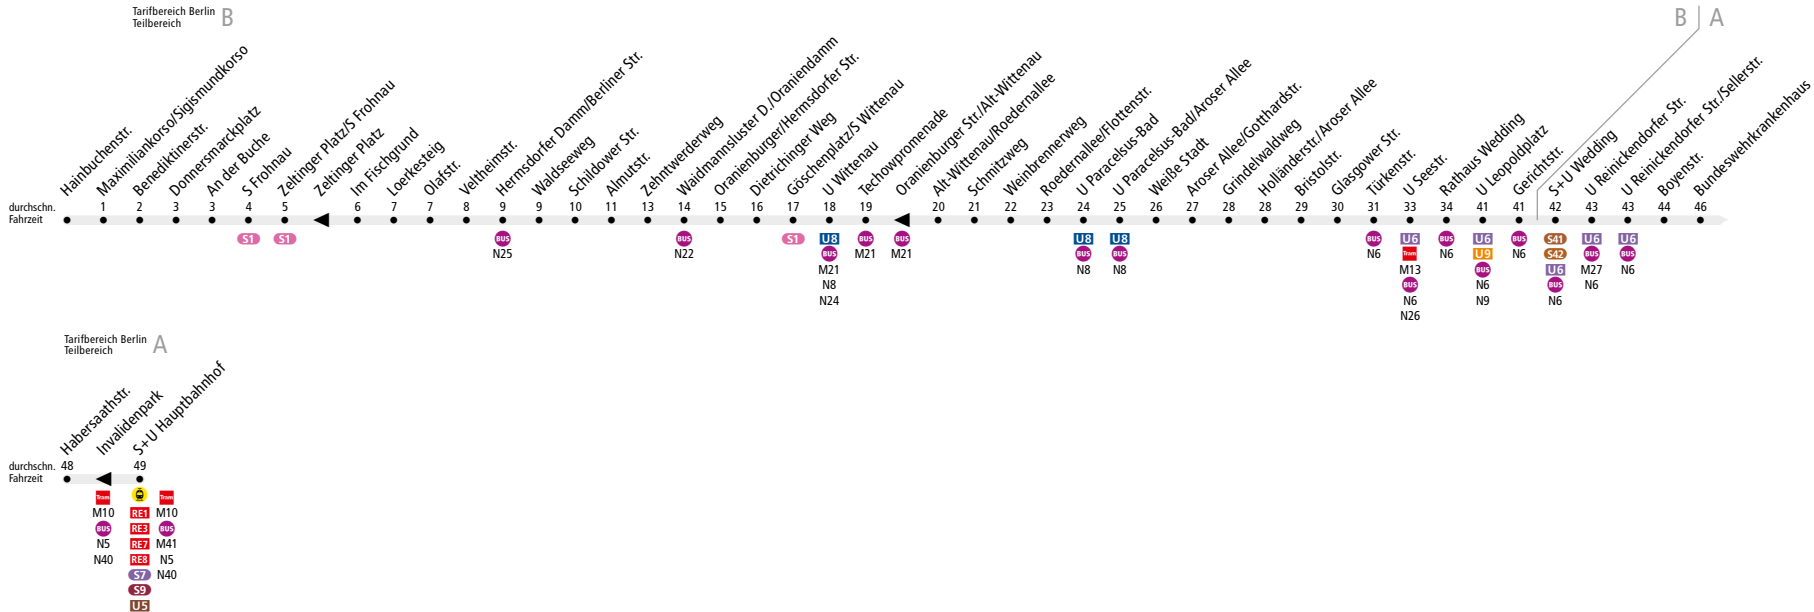 Tarifbereich Berlin
Teilbereich B
B A
Hainbuchenstr.
Maximiliankorso/Sigismundkorso
Benediktinerstr.
Donnersmarckplatz
An der Buche
S Frohnau
Zeltinger Platz/S Frohnau
Zeltinger Platz
Im Fischgrund
Loerkesteig
Olafstr.
Veltheimstr.
Hermsdorfer Damm/Berliner Str.
Waldseeweg
Schildower Str.
Almutstr.
Zehntwerderweg
Waidmannsluster D./Oraniendamm
Oranienburger/Hermsdorfer Str.
Dietrichinger Weg
Göschenplatz/S Wittenau
U Wittenau
Techowpromenade
Oranienburger Str./Alt-Wittenau
Alt-Wittenau/Roedernallee
Schmitzweg
Weinbrennerweg
Roedernallee/Flottenstr.
U Paracelsus-Bad
U Paracelsus-Bad/Aroser Allee
Weiße Stadt
Aroser Allee/Gotthardstr.
Grindelwaldweg
Holländerstr./Aroser Allee
Bristolstr.
Glasgower Str.
Türkenstr.
U Seestr.
Rathaus Wedding
U Leopoldplatz
Gerichtstr.
S+U Wedding
U Reinickendorfer Str.
U Reinickendorfer Str./Sellerstr.
Boyenstr.
Bundeswehrkrankenhaus
durchschn.
Fahrzeit
1 2 3 3 4 5 6 7 7 8 9 9 10 11 13 14 15 16 17 18 19 20 21 22 23 24 25 26 27 28 28 29 30 31 33 34 41 41 42 43 43 44 46
S1
S1
BUS
N25
BUS
N22
S1
U8
BUS
M21
N8
N24
BUS
M21
BUS
M21
U8
BUS
N8
U8
BUS
N8
BUS
N6
U6
Tram
M13
BUS
N6
N26
BUS
N6
U6
U9
BUS
N6
N9
BUS
N6
S41
S42
U6
BUS
N6
U6
BUS
M27
N6
U6
BUS
N6
Tarifbereich Berlin
Teilbereich A
Habersaathstr.
Invalidenpark
S+U Hauptbahnhof
durchschn.
Fahrzeit
48 49
Tram
M10
BUS
N5
N40
RE1
RE3
RE7
RE8
S7
S9
U5
Tram
M10
BUS
M41
N5
N40